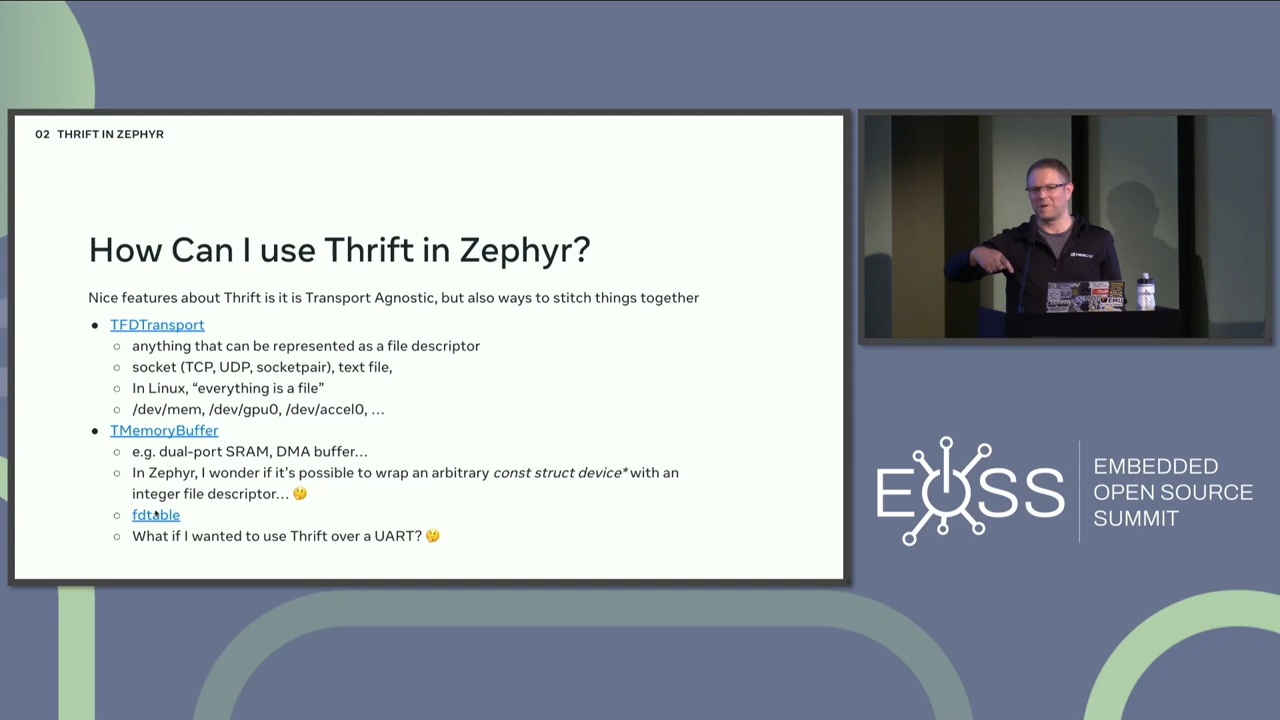 02 THRIFT IN ZEPHYR
How Can I use Thrift in Zephyr?
Nice features about Thrift is it is Transport Agnostic, but also ways to stitch things together
● TFDTransport
○ anything that can be represented as a file descriptor
○ socket (TCP, UDP, socketpair), text file,
○ In Linux, “everything is a file”
○ /dev/mem, /dev/gpu0, /dev/accel0, …
● TMemoryBuffer
○ e.g. dual-port SRAM, DMA buffer…
○ In Zephyr, I wonder if it’s possible to wrap an arbitrary const struct device* with an
integer file descriptor… 🤔
○ fdtable
○ What if I wanted to use Thrift over a UART? 🤔
EOSS
EMBEDDED
OPEN SOURCE
SUMMIT